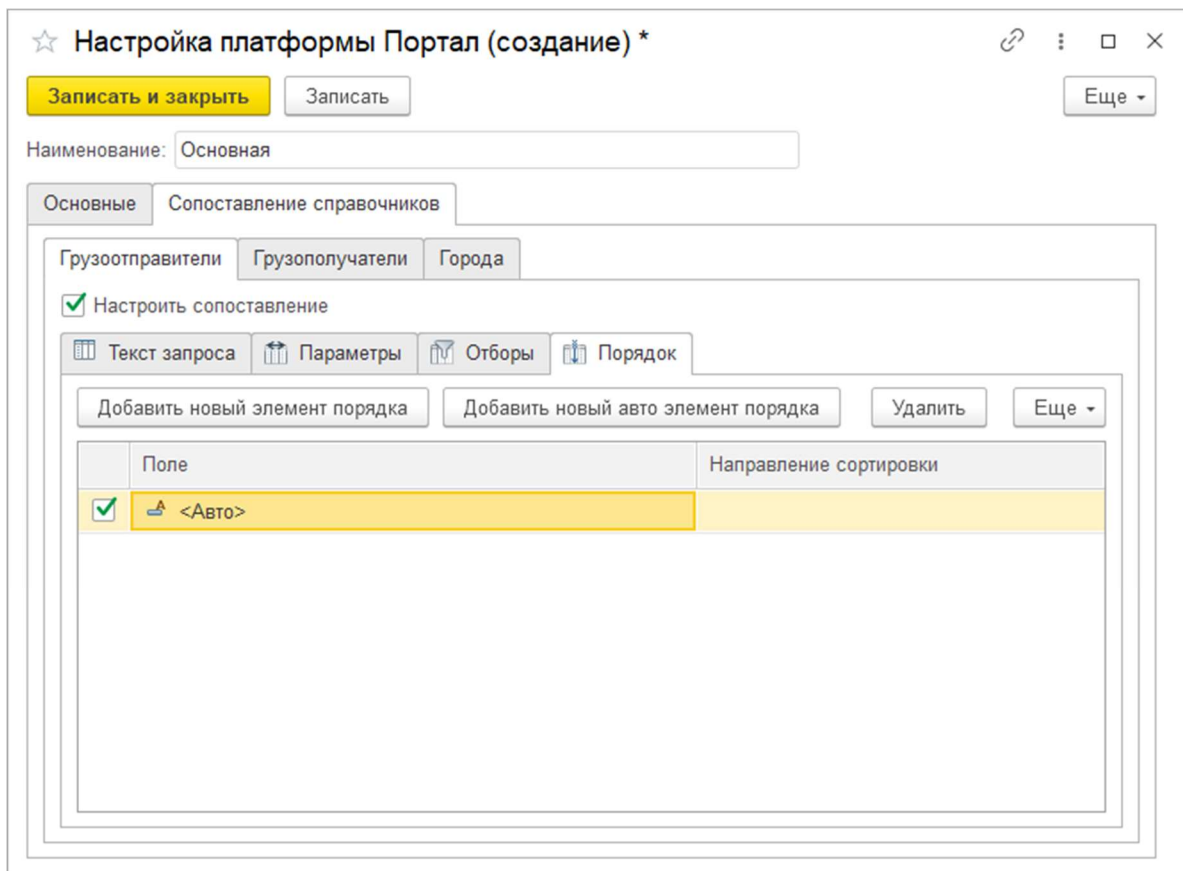 Настройка платформы Портал (создание) *
Записать и закрыть Записать Еще
Наименование: Основная
Основные Сопоставление справочников
Грузоотправители Грузополучатели Города
Настроить сопоставление
Текст запроса Параметры Отборы Порядок
Добавить новый элемент порядка Добавить новый авто элемент порядка Удалить Еще
Поле Направление сортировки
<Авто>